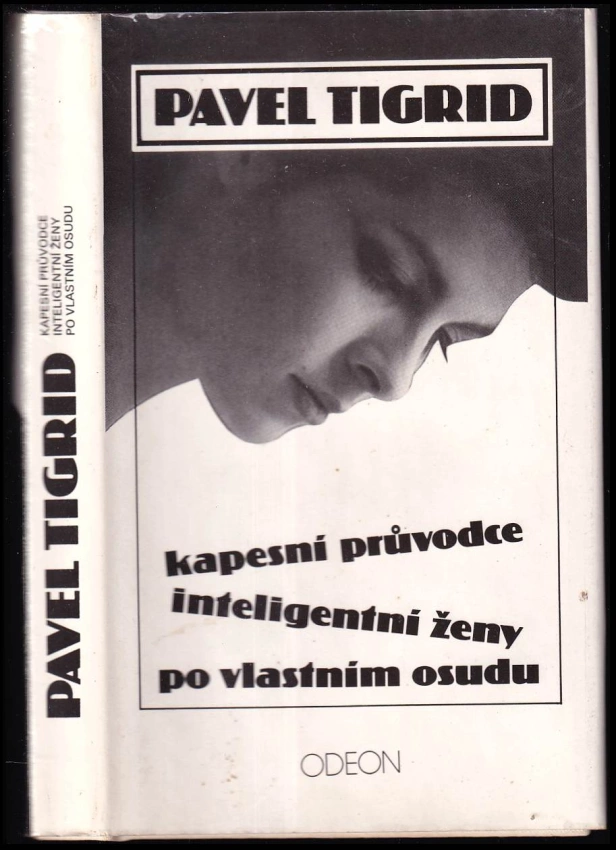 PAVEL TIGRID
kapesní průvodce
inteligentní ženy
po vlastním osudu
ODEON
PAVEL TIGRID
KAPESNÍ PRŮVODCE
INTELIGENTNÍ ŽENY
PO VLASTNÍM OSUDU